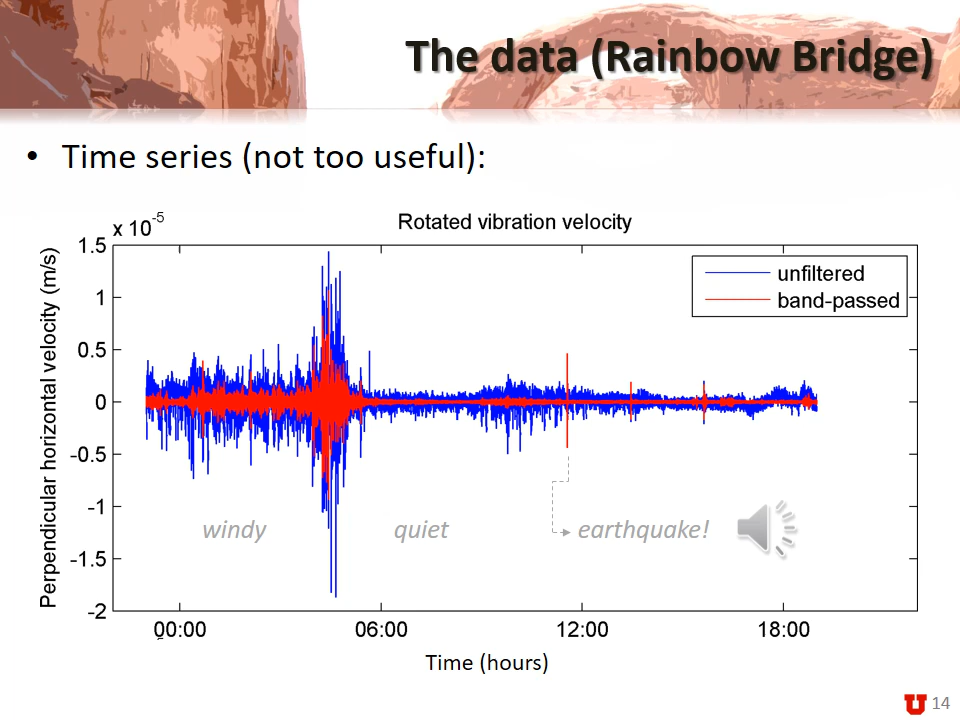 The data (Rainbow Bridge)
• Time series (not too useful):
x 10-5
Rotated vibration velocity
Perpendicular horizontal velocity (m/s)
1.5
1
0.5
0
-0.5
-1
-1.5
-2
unfiltered
band-passed
windy
quiet
earthquake!
00:00
06:00
12:00
18:00
Time (hours)
U 14